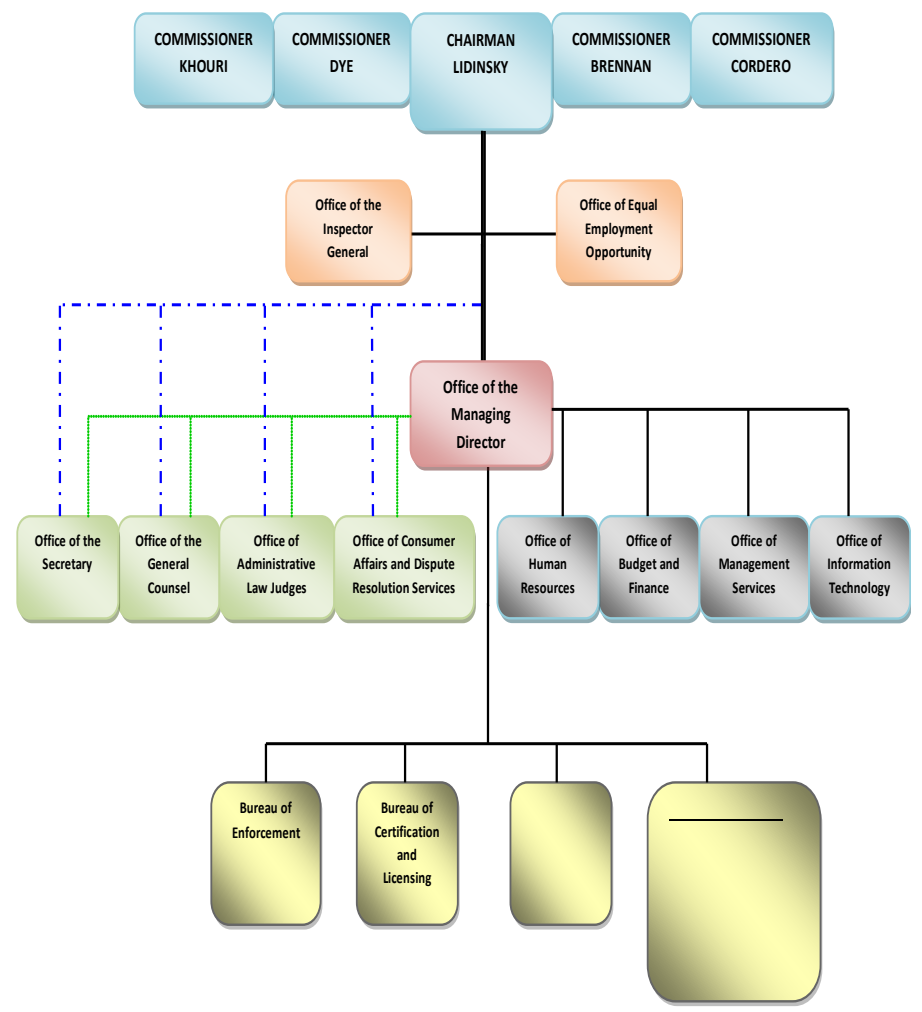 COMMISSIONER
KHOURI
COMMISSIONER
DYE
CHAIRMAN
LIDINSKY
COMMISSIONER
BRENNAN
COMMISSIONER
CORDERO
Office of the
Inspector
General
Office of Equal
Employment
Opportunity
Office of the
Managing
Director
Office of the
Secretary
Office of the
General
Counsel
Office of
Administrative
Law Judges
Office of Consumer
Affairs and Dispute
Resolution Services
Office of
Human
Resources
Office of
Budget and
Finance
Office of
Management
Services
Office of
Information
Technology
Bureau of
Enforcement
Bureau of
Certification
and
Licensing